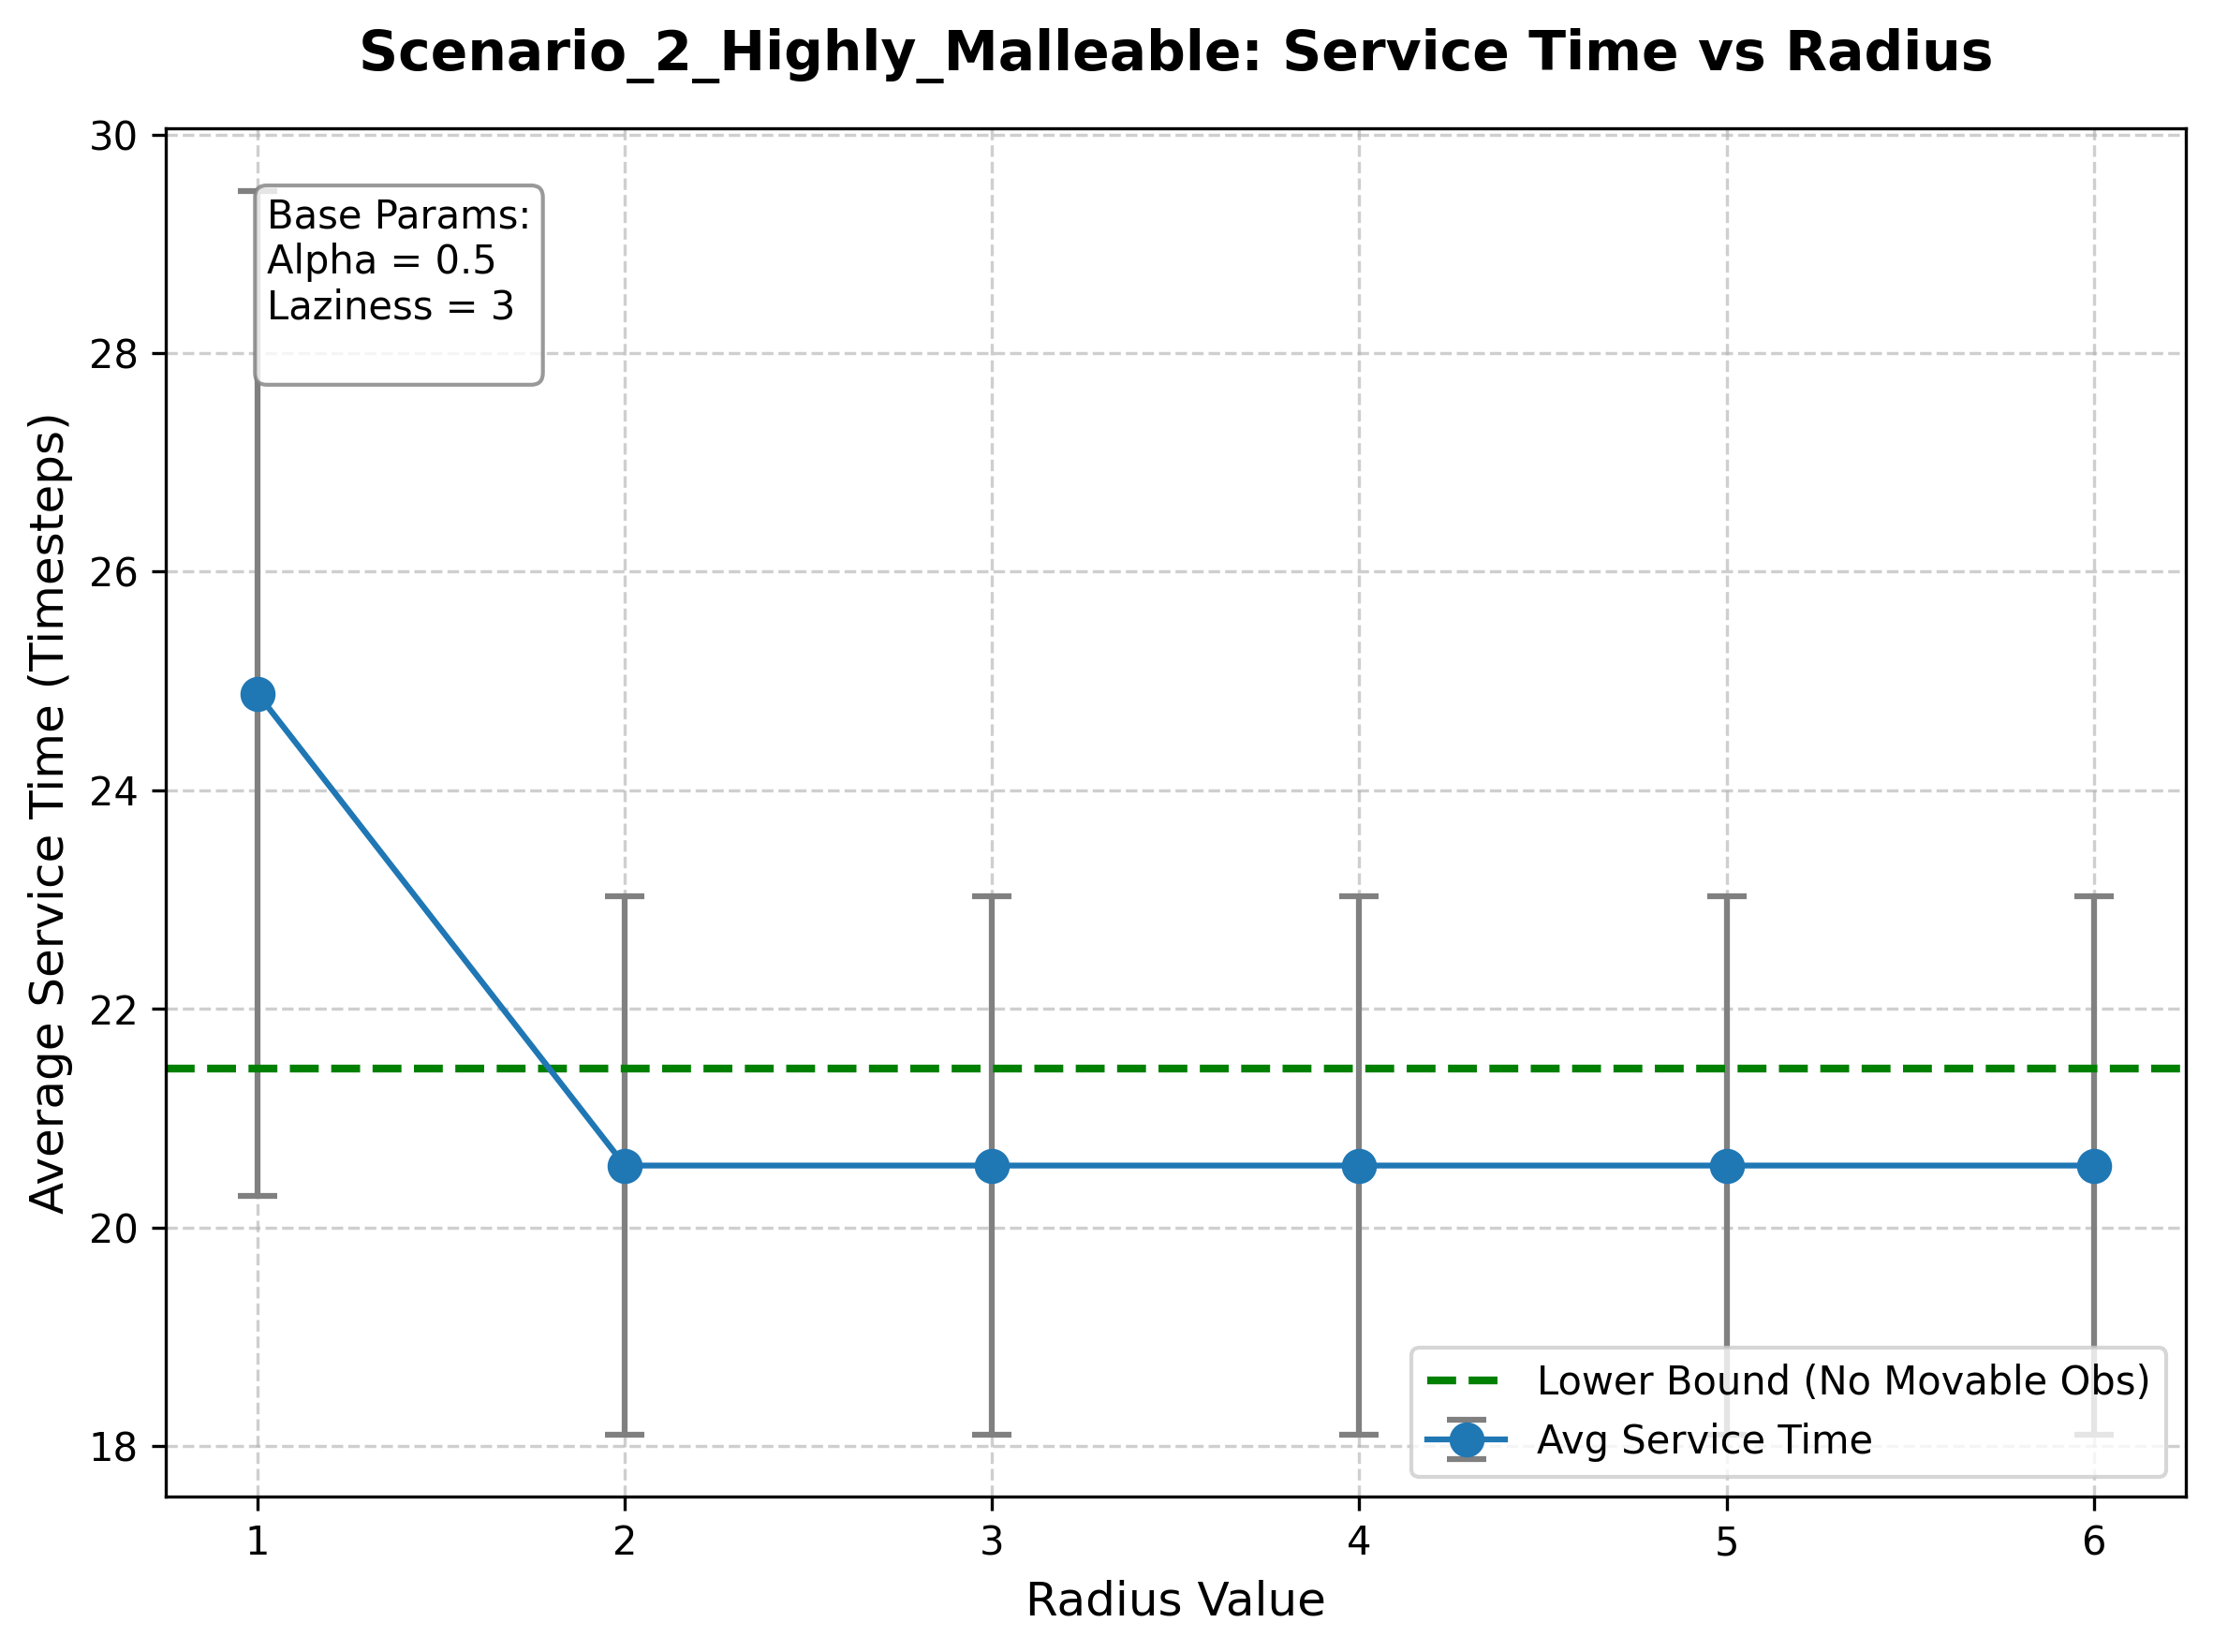 Scenario_2_Highly_Malleable: Service Time vs Radius
Average Service Time (Timesteps)
30
28
26
24
22
20
18
Base Params:
Alpha = 0.5
Laziness = 3
Lower Bound (No Movable Obs)
Avg Service Time
1 2 3 4 5 6
Radius Value